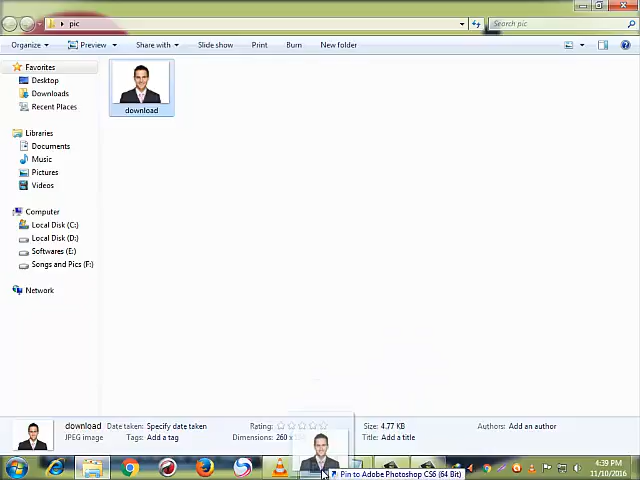 pic
Search pic
Organize
Preview
Share with
Slide show
Print
Burn
New folder
Favorites
Desktop
Downloads
Recent Places
Libraries
Documents
Music
Pictures
Videos
Computer
Local Disk (C:)
Local Disk (D:)
Softwares (E:)
Songs and Pics (F:)
Network
download
download Date taken: Specify date taken Rating: Size: 4.77 KB Authors: Add an author
JPEG image Tags: Add a tag Dimensions: 260 x Title: Add a title
Pin to Adobe Photoshop CS6 (64 Bit)
4:39 PM
11/10/2016